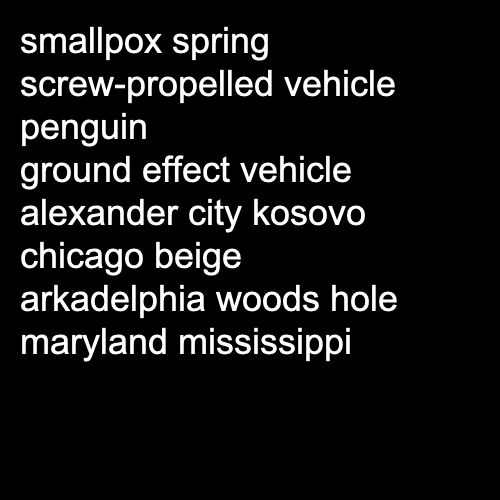 smallpox spring
screw-propelled vehicle
penguin
ground effect vehicle
alexander city kosovo
chicago beige
arkadelphia woods hole
maryland mississippi